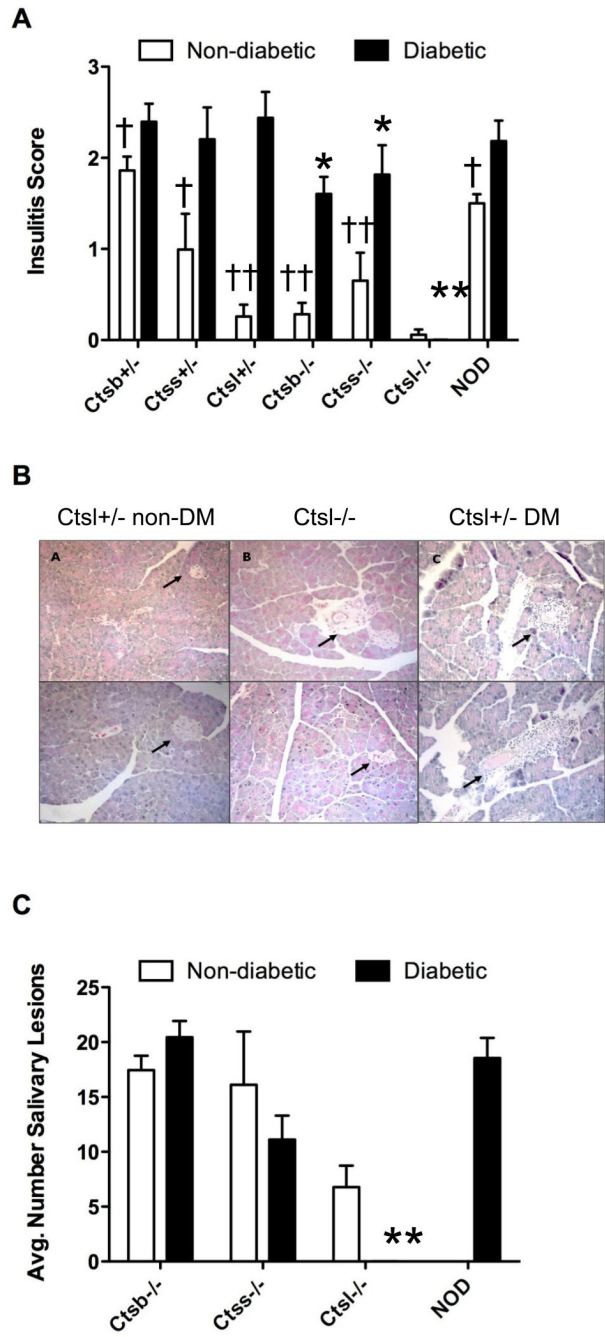 A
Non-diabetic Diabetic
Insulitis Score
3
2
1
0
†
†
††
††
*
††
*
**
†
Ctsb+/-
Ctss+/-
Ctsl+/-
Ctsb-/-
Ctss-/-
Ctsl-/-
NOD
B
Ctsl+/- non-DM Ctsl-/- Ctsl+/- DM
A B C
C
Non-diabetic Diabetic
Avg. Number Salivary Lesions
25
20
15
10
5
0
**
Ctsb-/-
Ctss-/-
Ctsl-/-
NOD